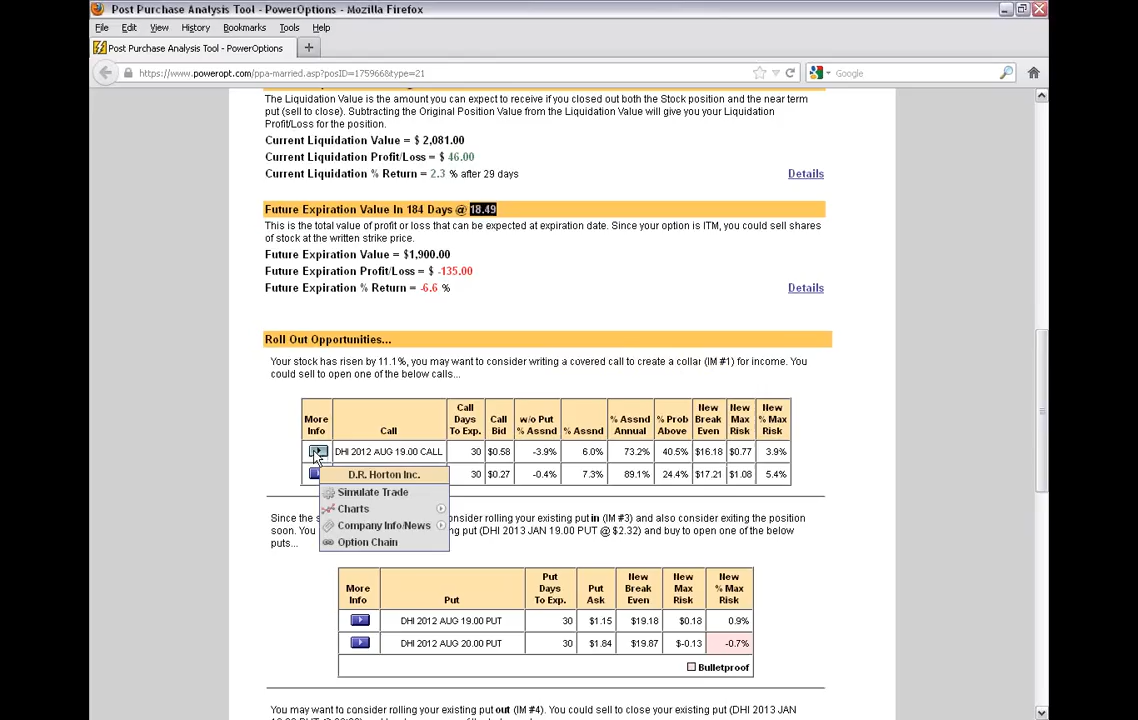 Post Purchase Analysis Tool - PowerOptions - Mozilla Firefox
File Edit View History Bookmarks Tools Help
Post Purchase Analysis Tool - PowerOptions
https://www.poweropt.com/ppa-married.asp?posID=175966&type=21
Google
The Liquidation Value is the amount you can expect to receive if you closed out both the Stock position and the near term
put (sell to close). Subtracting the Original Position Value from the Liquidation Value will give you your Liquidation
Profit/Loss for the position.
Current Liquidation Value = $ 2,081.00
Current Liquidation Profit/Loss = $ 46.00
Current Liquidation % Return = 2.3 % after 29 days
Details
Future Expiration Value In 184 Days @ 18.49
This is the total value of profit or loss that can be expected at expiration date. Since your option is ITM, you could sell shares
of stock at the written strike price.
Future Expiration Value = $1,900.00
Future Expiration Profit/Loss = $ -135.00
Future Expiration % Return = -6.6 %
Details
Roll Out Opportunities...
Your stock has risen by 11.1%, you may want to consider writing a covered call to create a collar (IM #1) for income. You
could sell to open one of the below calls...
More Info Call Call Days To Exp. Call Bid w/o Put % Assnd % Assnd % Assnd Annual % Prob Above New Break Even New Max Risk New % Max Risk
DHI 2012 AUG 19.00 CALL 30 $0.58 -3.9% 6.0% 73.2% 40.5% $16.18 $0.77 3.9%
30 $0.27 -0.4% 7.3% 89.1% 24.4% $17.21 $1.08 5.4%
D.R. Horton Inc.
Simulate Trade
Charts
Company Info/News
Option Chain
Since the s onsider rolling your existing put in (IM #3) and also consider exiting the position
soon. You ng put (DHI 2013 JAN 19.00 PUT @ $2.32) and buy to open one of the below
puts...
More Info Put Put Days To Exp. Put Ask New Break Even New Max Risk New % Max Risk
DHI 2012 AUG 19.00 PUT 30 $1.15 $19.18 $0.18 0.9%
DHI 2012 AUG 20.00 PUT 30 $1.84 $19.87 $-0.13 -0.7%
Bulletproof
You may want to consider rolling your existing put out (IM #4). You could sell to close your existing put (DHI 2013 JAN